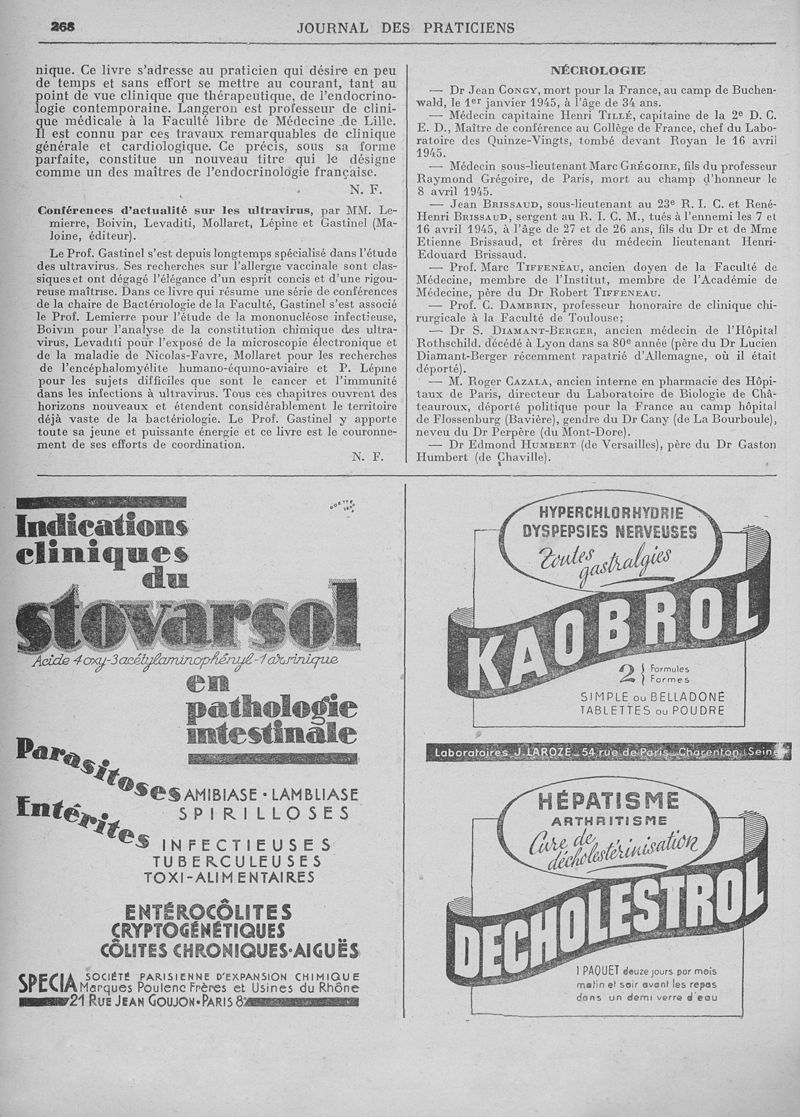 268
JOURNAL DES PRATICIENS
nique. Ce livre s'adresse au praticien qui désire en peu
de temps et sans effort se mettre au courant, tant au
point de vue clinique que thérapeutique, de l'endocrino-
logie contemporaine. Langeron est professeur de clini-
que médicale à la Faculté libre de Médecine de Lille.
Il est connu par ces travaux remarquables de clinique
générale et cardiologique. Ce précis, sous sa forme
parfaite, constitue un nouveau titre qui le désigne
comme un des maîtres de l'endocrinologie française.
N. F.
Conférences d'actualité sur les ultravirus, par MM. Le-
mierre, Boivin, Levaditi, Mollaret, Lépine et Gastinel (Ma-
loine, éditeur).
Le Prof. Gastinel s'est depuis longtemps spécialisé dans l'étude
des ultravirus. Ses recherches sur l'allergie vaccinale sont clas-
siques et ont dégagé l'élégance d'un esprit concis et d'une rigou-
reuse maîtrise. Dans ce livre qui résume une série de conférences
de la chaire de Bactériologie de la Faculté, Gastinel s'est associé
le Prof. Lemierre pour l'étude de la mononucléose infectieuse,
Boivin pour l'analyse de la constitution chimique des ultra-
virus, Levaditi pour l'exposé de la microscopie électronique et
de la maladie de Nicolas-Favre, Mollaret pour les recherches
de l'encéphalomyélite humano-équino-aviaire et P. Lépine
pour les sujets difficiles que sont le cancer et l'immunité
dans les infections à ultravirus. Tous ces chapitres ouvrent des
horizons nouveaux et étendent considérablement le territoire
déjà vaste de la bactériologie. Le Prof. Gastinel y apporte
toute sa jeune et puissante énergie et ce livre est le couronne-
ment de ses efforts de coordination.
N. F.
NÉCROLOGIE
— Dr Jean CONGY, mort pour la France, au camp de Buchen-
wald, le 1er janvier 1945, à l'âge de 34 ans.
— Médecin capitaine Henri TILLÉ, capitaine de la 2e D. C.
E. D., Maître de conférence au Collège de France, chef du Labo-
ratoire des Quinze-Vingts, tombé devant Royan le 16 avril
1945.
— Médecin sous-lieutenant Marc GRÉGOIRE, fils du professeur
Raymond Grégoire, de Paris, mort au champ d'honneur le
8 avril 1945.
— Jean BRISSAUD, sous-lieutenant au 23e R. I. C. et René-
Henri BRISSAUD, sergent au R. I. C. M., tués à l'ennemi les 7 et
16 avril 1945, à l'âge de 27 et de 26 ans, fils du Dr et de Mme
Etienne Brissaud, et frères du médecin lieutenant Henri-
Edouard Brissaud.
— Prof. Marc TIFFENEAU, ancien doyen de la Faculté de
Médecine, membre de l'Institut, membre de l'Académie de
Médecine, père du Dr Robert TIFFENEAU.
— Prof. C. DAMBRIN, professeur honoraire de clinique chi-
rurgicale à la Faculté de Toulouse;
— Dr S. DIAMANT-BERGER, ancien médecin de l'Hôpital
Rothschild. décédé à Lyon dans sa 80e année (père du Dr Lucien
Diamant-Berger récemment rapatrié d'Allemagne, où il était
déporté).
— M. Roger CAZALA, ancien interne en pharmacie des Hôpi-
taux de Paris, directeur du Laboratoire de Biologie de Châ-
teauroux, déporté politique pour la France au camp hôpital
de Flossenburg (Bavière), gendre du Dr Cany (de La Bourboule),
neveu du Dr Perpère (du Mont-Dore).
— Dr Edmond HUMBERT (de Versailles), père du Dr Gaston
Humbert (de Chaville).
Indications
cliniques
du
stovarsol
Acide 4 oxy-3 acétylaminophényl-1 arsinique
en
pathologie
intestinale
Parasitoses
AMIBIASE • LAMBLIASE
SPIRILLOSES
Entérites
INFECTIEUSES
TUBERCULEUSES
TOXI-ALIMENTAIRES
ENTÉROCÔLITES
CRYPTOGÉNÉTIQUES
CÔLITES CHRONIQUES•AIGUËS
SPECIA SOCIÉTÉ PARISIENNE D'EXPANSION CHIMIQUE
Marques Poulenc Frères et Usines du Rhône
21 RUE JEAN GOUJON•PARIS 8e
HYPERCHLORHYDRIE
DYSPEPSIES NERVEUSES
Toutes
gastralgies
KAOBROL
2 Formules
Formes
SIMPLE ou BELLADONÉ
TABLETTES ou POUDRE
Laboratoires J. LAROZE _ 54, rue de Paris _ Charenton (Seine)
HÉPATISME
ARTHRITISME
Cure de
décholestérinisation
DECHOLESTROL
1 PAQUET douze jours par mois
matin et soir avant les repas
dans un demi verre d'eau